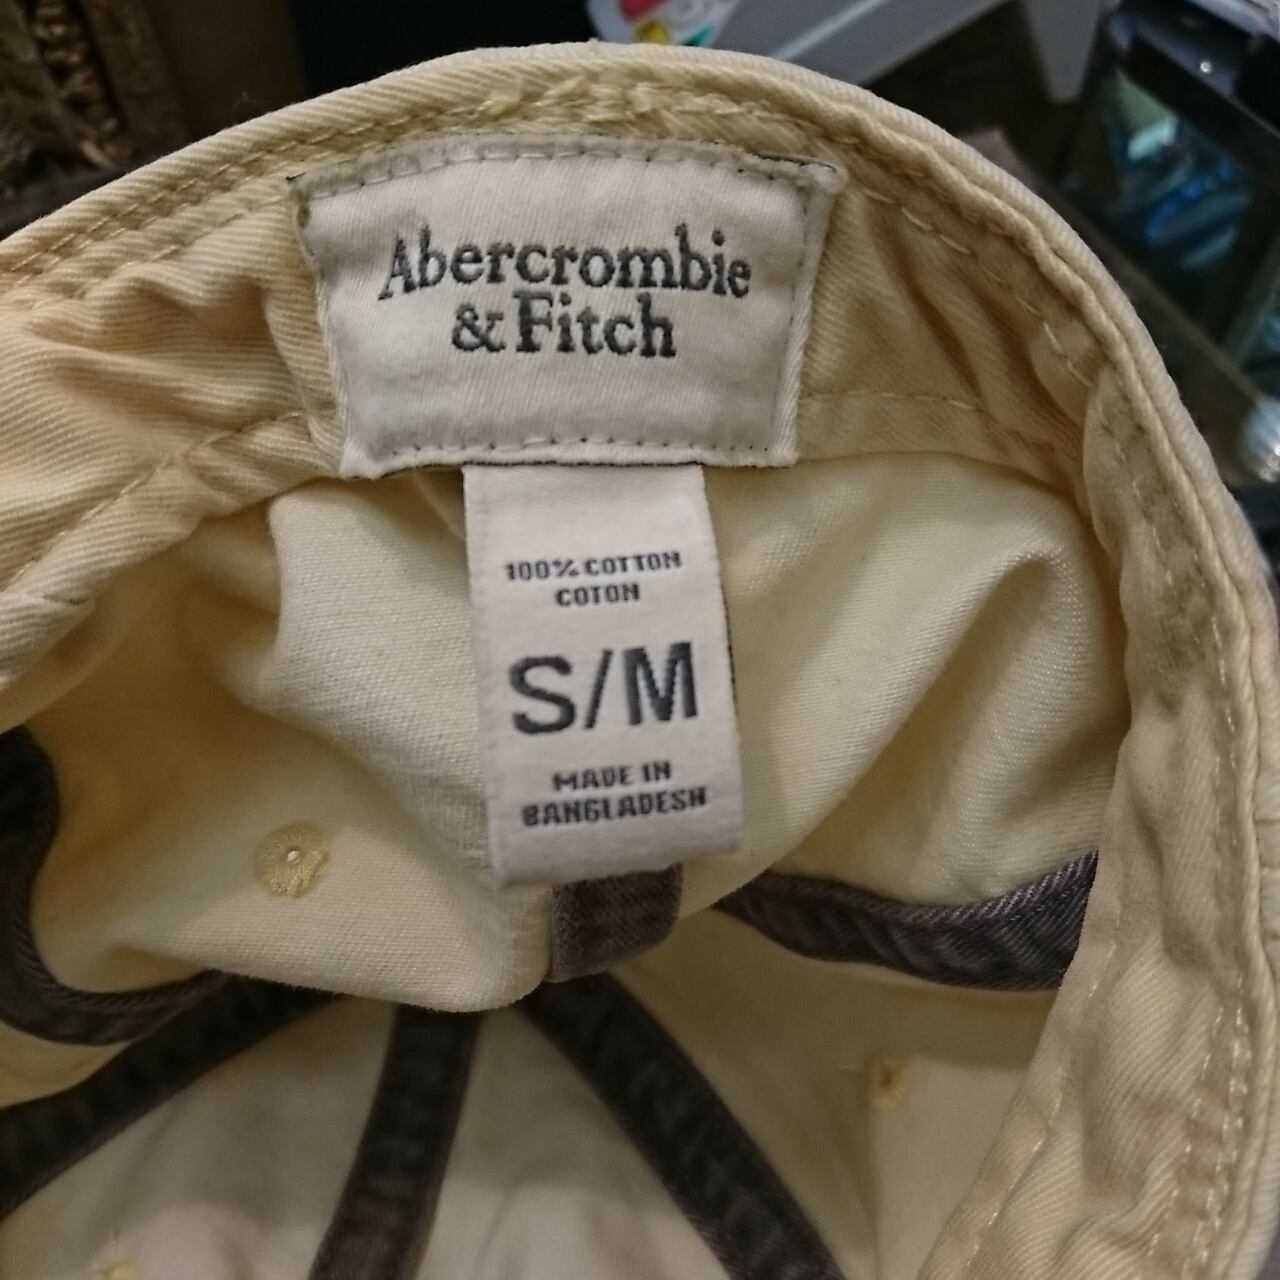 Abercrombie
& Fitch
100% COTTON
COTON
S/M
MADE IN
BANGLADESH